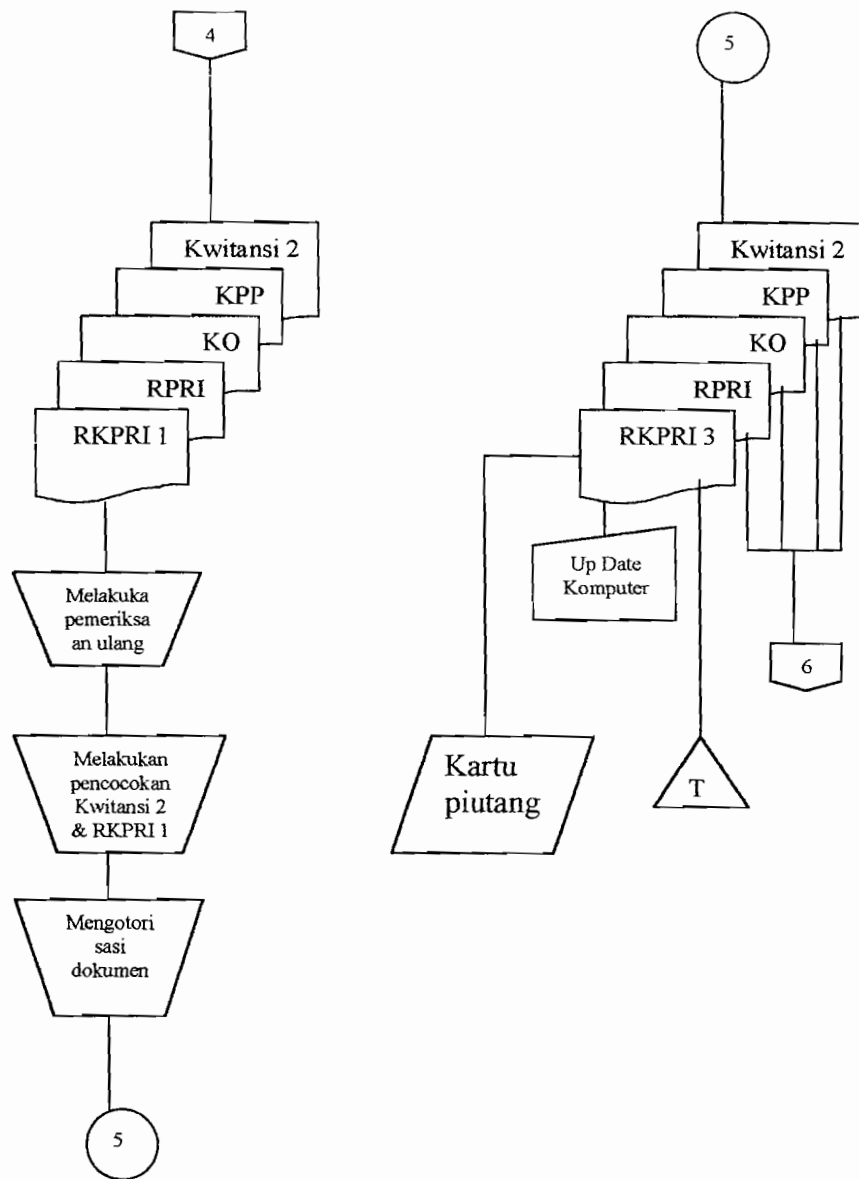 4
Kwitansi 2
KPP
KO
RPRI
RKPRI 1
Melakuka
pemeriksa
an ulang
Melakukan
pencocokan
Kwitansi 2
& RKPRI 1
Mengotori
sasi
dokumen
5
5
Kwitansi 2
KPP
KO
RPRI
RKPRI 3
Up Date
Komputer
6
Kartu
piutang
T